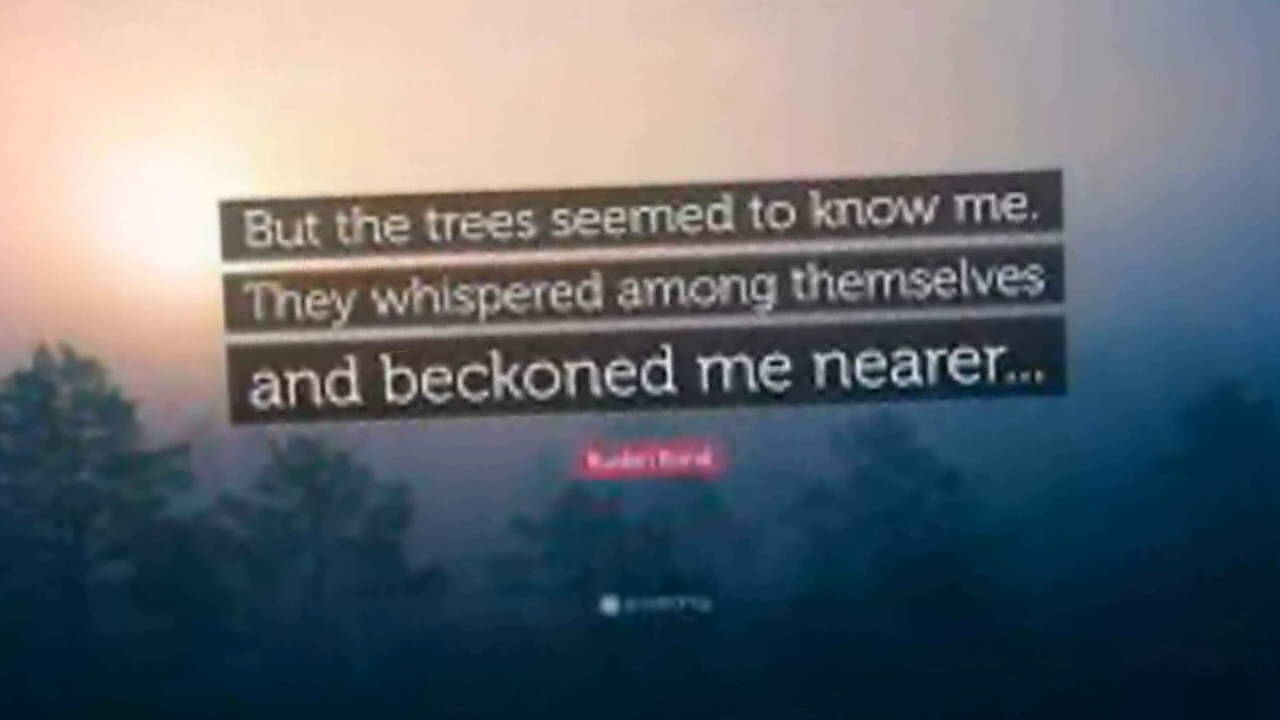 But the trees seemed to know me.
They whispered among themselves
and beckoned me nearer...